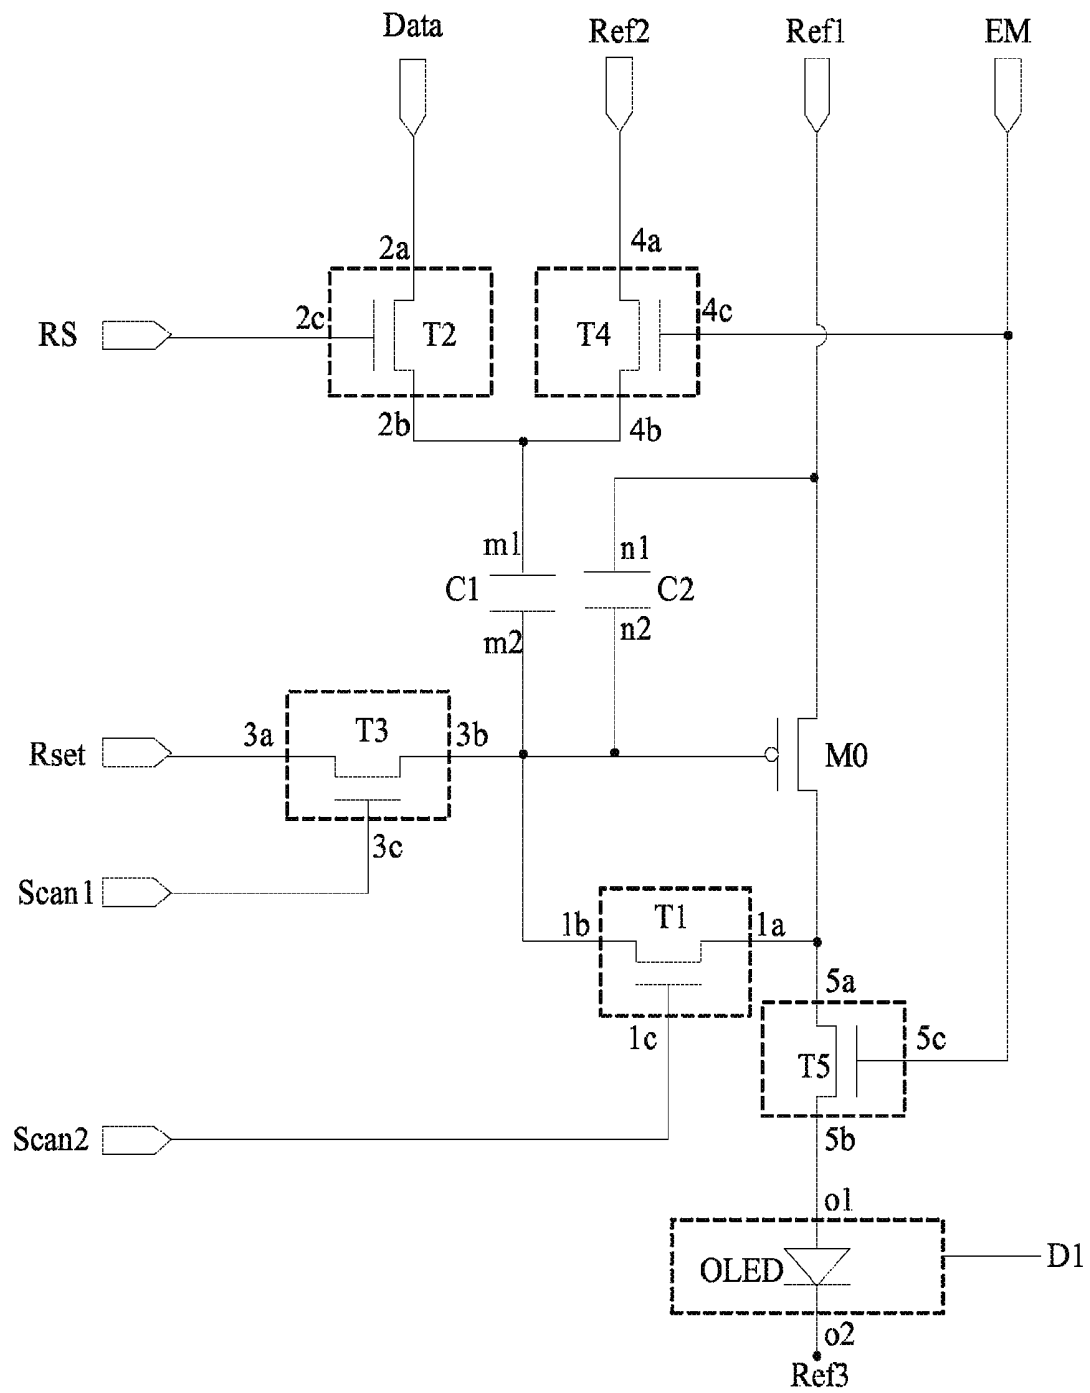 Data
Ref2
Ref1
EM
2a
4a
RS
2c
T2
T4
4c
2b
4b
m1
n1
C1
C2
m2
n2
Rset
3a
T3
3b
M0
3c
Scan1
1b
T1
1a
5a
1c
T5
5c
Scan2
5b
o1
OLED
D1
o2
Ref3